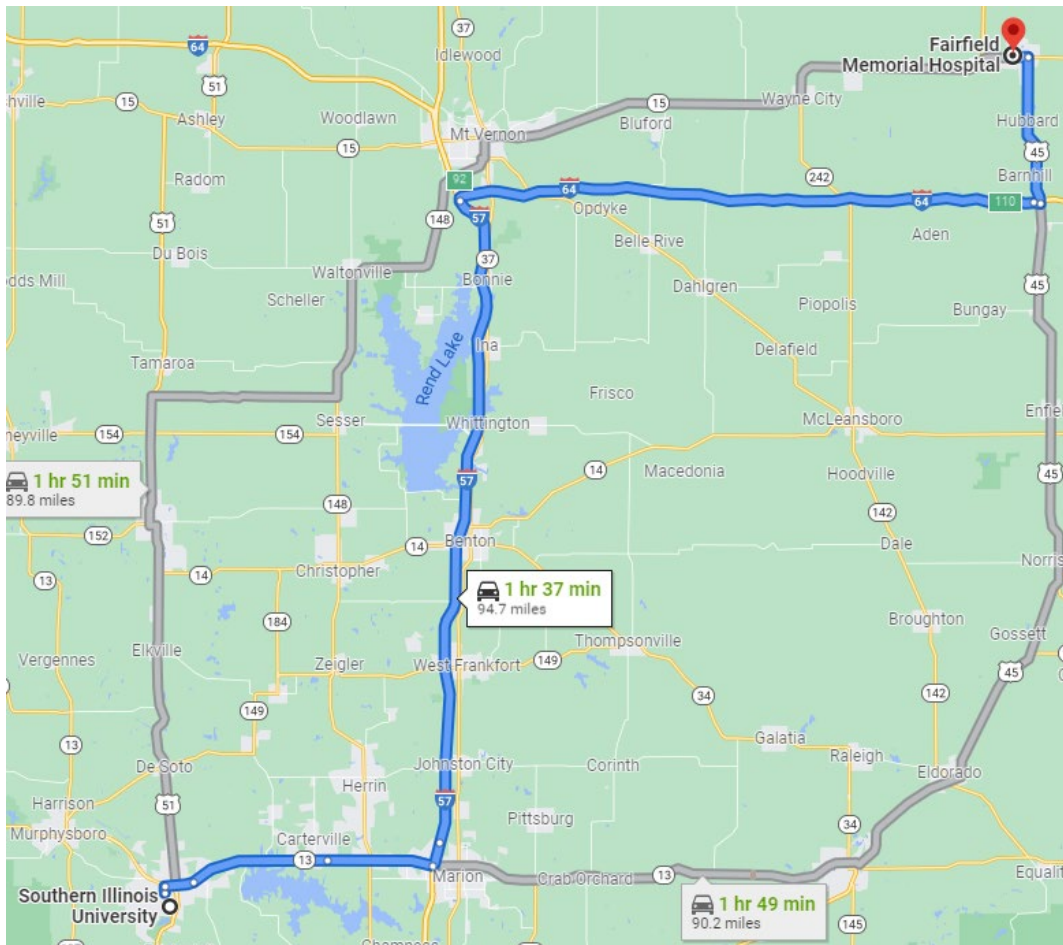 37
64
Idlewood
51
Fairfield
Memorial Hospital
Wayne City
15
15
Ashley
Woodlawn
Mt Vernon
Bluford
Hubbard
15
45
Radom
92
64
242
Barnhill
51
148
57
Opdyke
64
110
Aden
Du Bois
Belle Rive
Waltonville
37
Bonnie
Dahlgren
45
Scheller
Piopolis
Bungay
Rend Lake
Ina
Delafield
Tamaroa
Frisco
Sesser
Whittington
McLeansboro
154
154
Macedonia
Hoodville
45
1 hr 51 min
89.8 miles
57
14
148
142
152
14
Benton
Dale
14
Christopher
13
1 hr 37 min
94.7 miles
184
Thompsonville
Broughton
Gossett
Elkville
Vergennes
Zeigler
West Frankfort
149
45
34
142
149
13
Galatia
De Soto
Johnston City
Corinth
Raleigh
Eldorado
51
Herrin
57
Harrison
Pittsburg
Murphysboro
Carterville
34
13
Marion
Crab Orchard
13
Southern Illinois
University
1 hr 49 min
90.2 miles
145